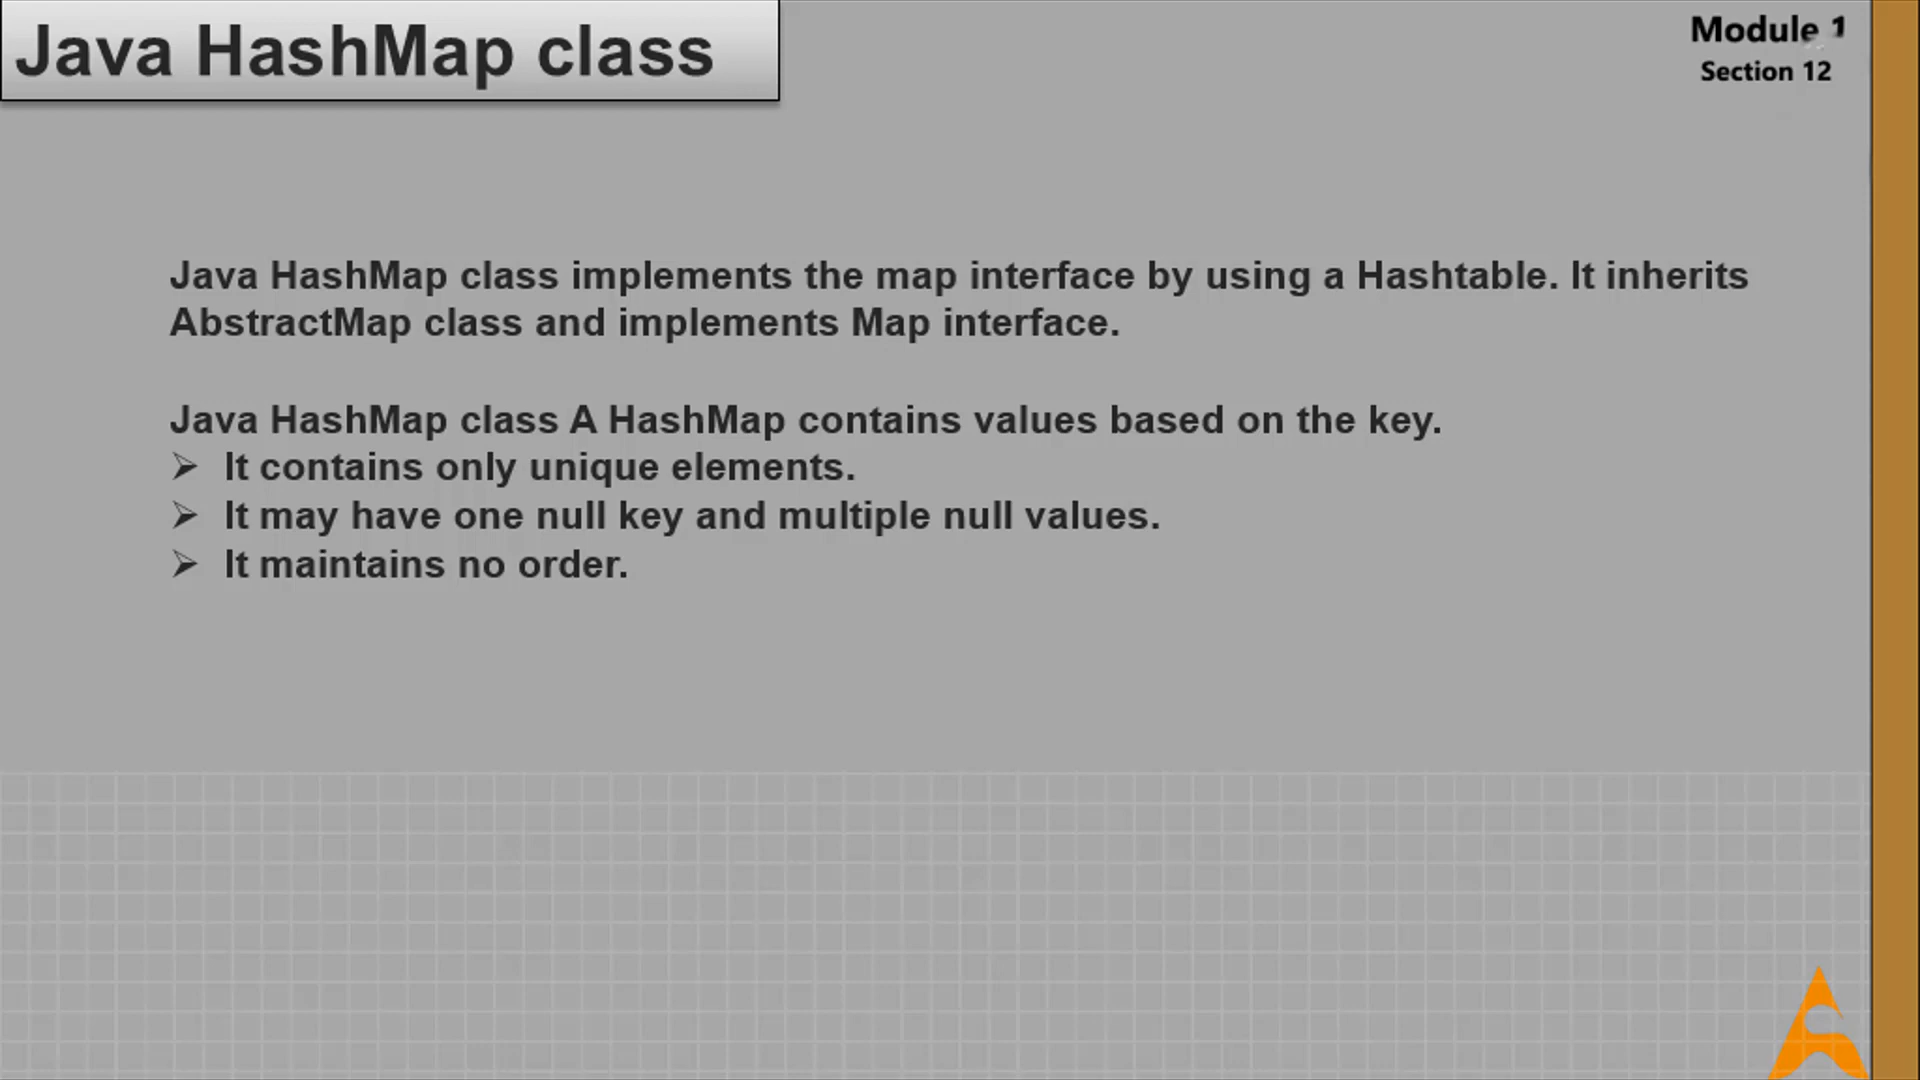 Java HashMap class
Module 1
Section 12
Java HashMap class implements the map interface by using a Hashtable. It inherits
AbstractMap class and implements Map interface.
Java HashMap class A HashMap contains values based on the key.
➢ It contains only unique elements.
➢ It may have one null key and multiple null values.
➢ It maintains no order.